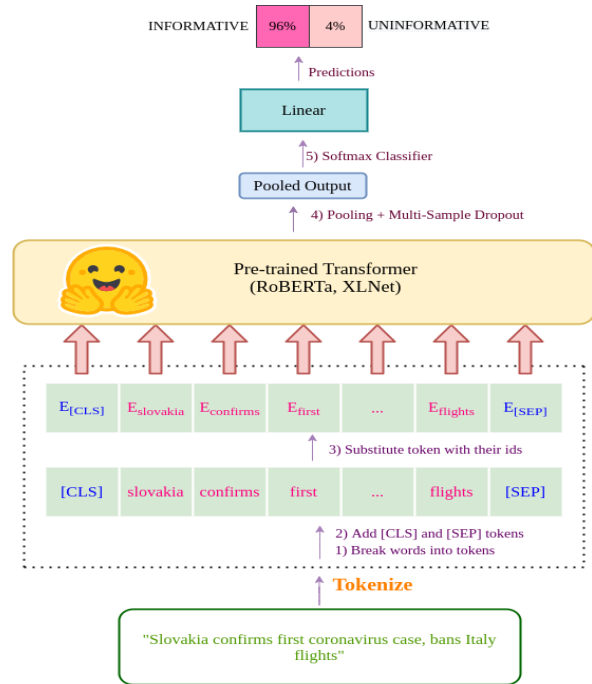 INFORMATIVE 96% 4% UNINFORMATIVE
Predictions
Linear
5) Softmax Classifier
Pooled Output
4) Pooling + Multi-Sample Dropout
Pre-trained Transformer
(RoBERTa, XLNet)
E[CLS] Eslovakia Econfirms Efirst ... Eflights E[SEP]
3) Substitute token with their ids
[CLS] slovakia confirms first ... flights [SEP]
2) Add [CLS] and [SEP] tokens
1) Break words into tokens
Tokenize
"Slovakia confirms first coronavirus case, bans Italy
flights"